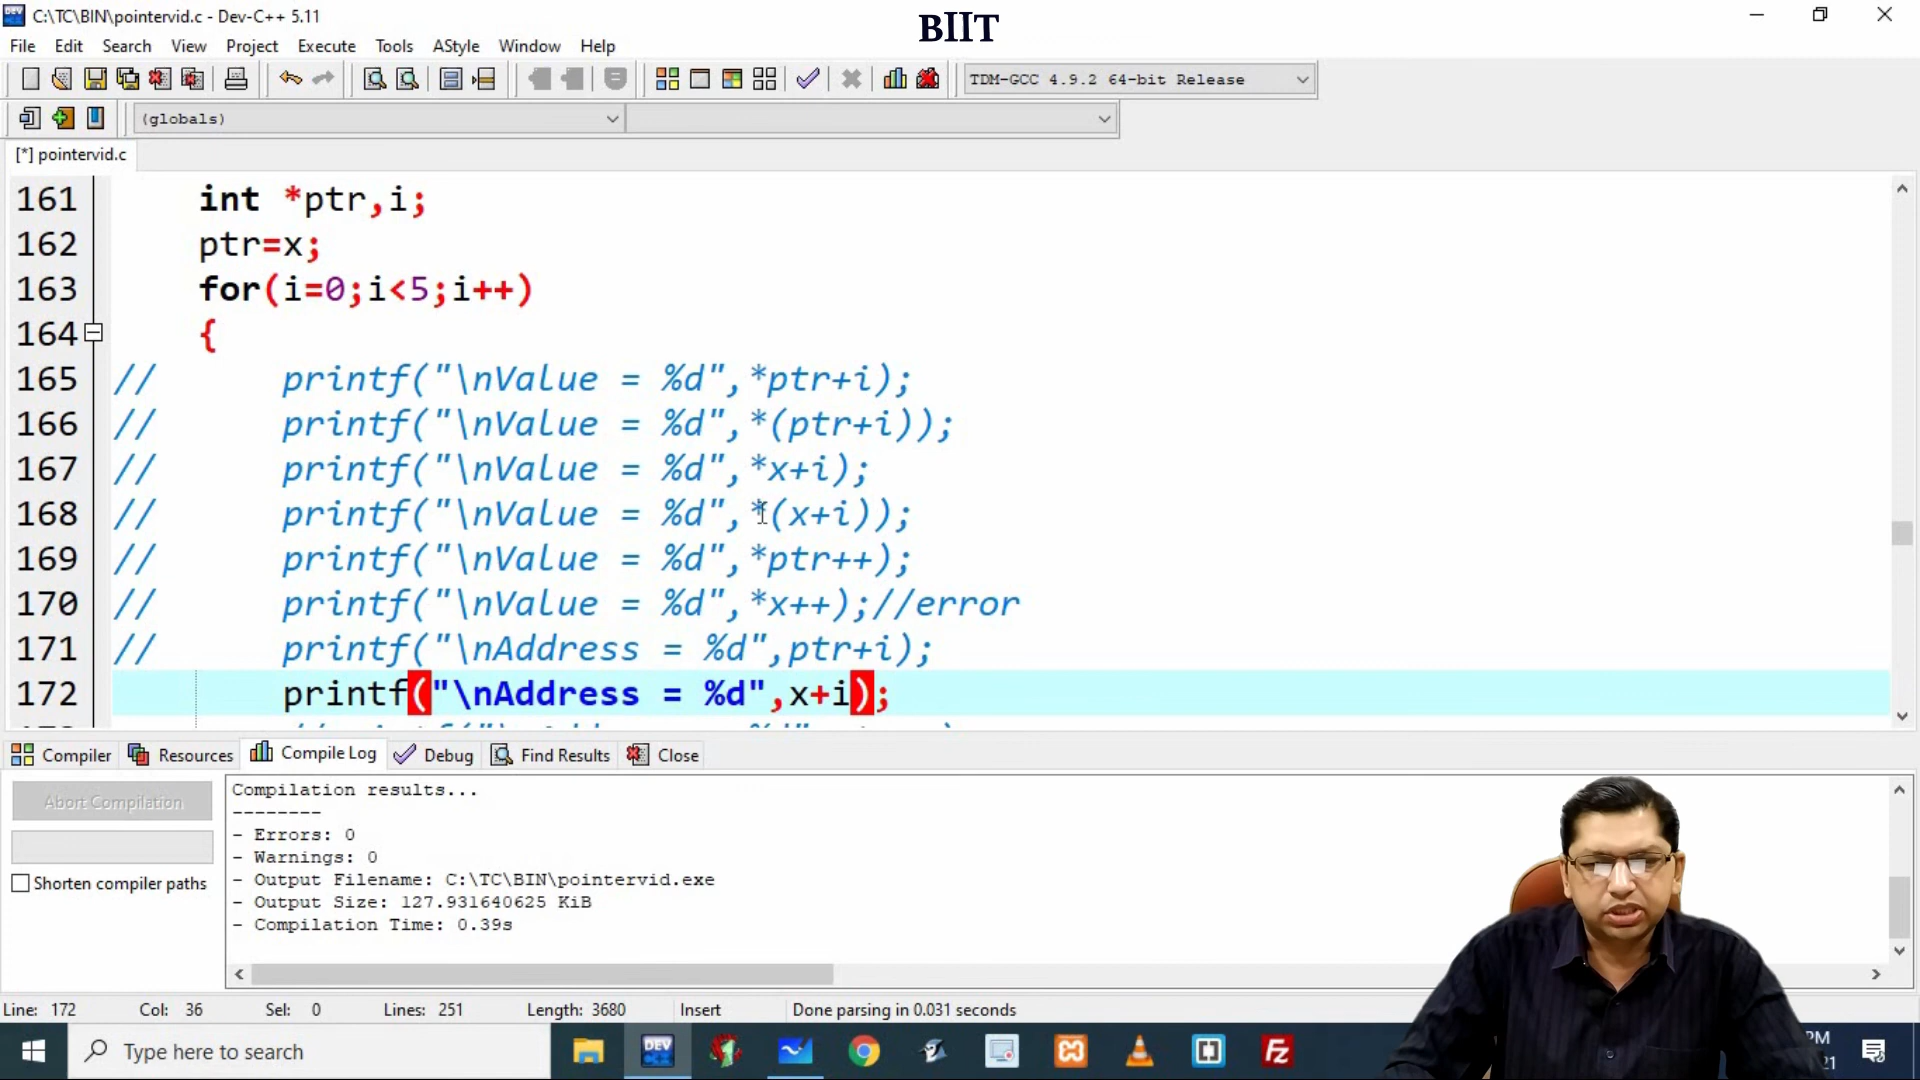 C:\TC\BIN\pointervid.c - Dev-C++ 5.11
BIIT
File Edit Search View Project Execute Tools AStyle Window Help
TDM-GCC 4.9.2 64-bit Release
(globals)
[*] pointervid.c
161 int *ptr,i;
162 ptr=x;
163 for(i=0;i<5;i++)
164 {
165 // printf("\nValue = %d",*ptr+i);
166 // printf("\nValue = %d",*(ptr+i));
167 // printf("\nValue = %d",*x+i);
168 // printf("\nValue = %d",*(x+i));
169 // printf("\nValue = %d",*ptr++);
170 // printf("\nValue = %d",*x++);//error
171 // printf("\nAddress = %d",ptr+i);
172 printf("\nAddress = %d",x+i);
Compiler Resources Compile Log Debug Find Results Close
Abort Compilation
Shorten compiler paths
Compilation results...
--------
- Errors: 0
- Warnings: 0
- Output Filename: C:\TC\BIN\pointervid.exe
- Output Size: 127.931640625 KiB
- Compilation Time: 0.39s
Line: 172 Col: 36 Sel: 0 Lines: 251 Length: 3680 Insert Done parsing in 0.031 seconds
Type here to search
DEV
Fz
PM
21